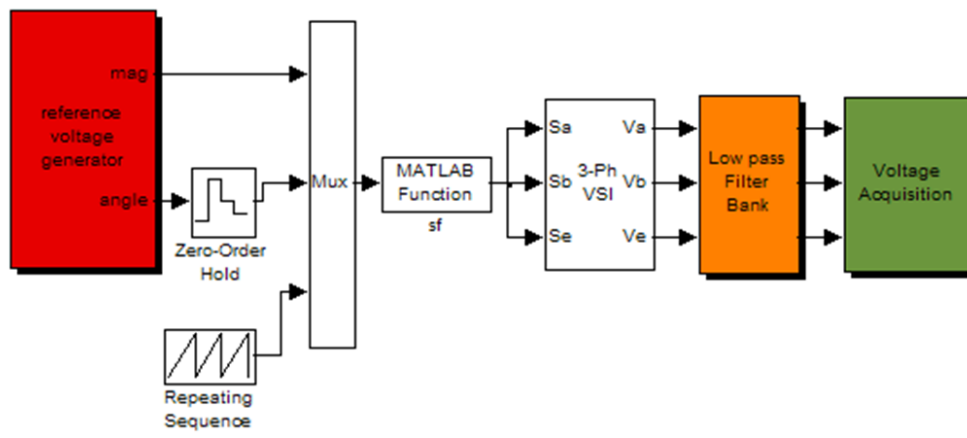 mag
reference
voltage
generator
angle
Zero-Order
Hold
Repeating
Sequence
Mux
MATLAB
Function
sf
Sa
Sb
Se
3-Ph
VSI
Va
Vb
Ve
Low pass
Filter
Bank
Voltage
Acquisition